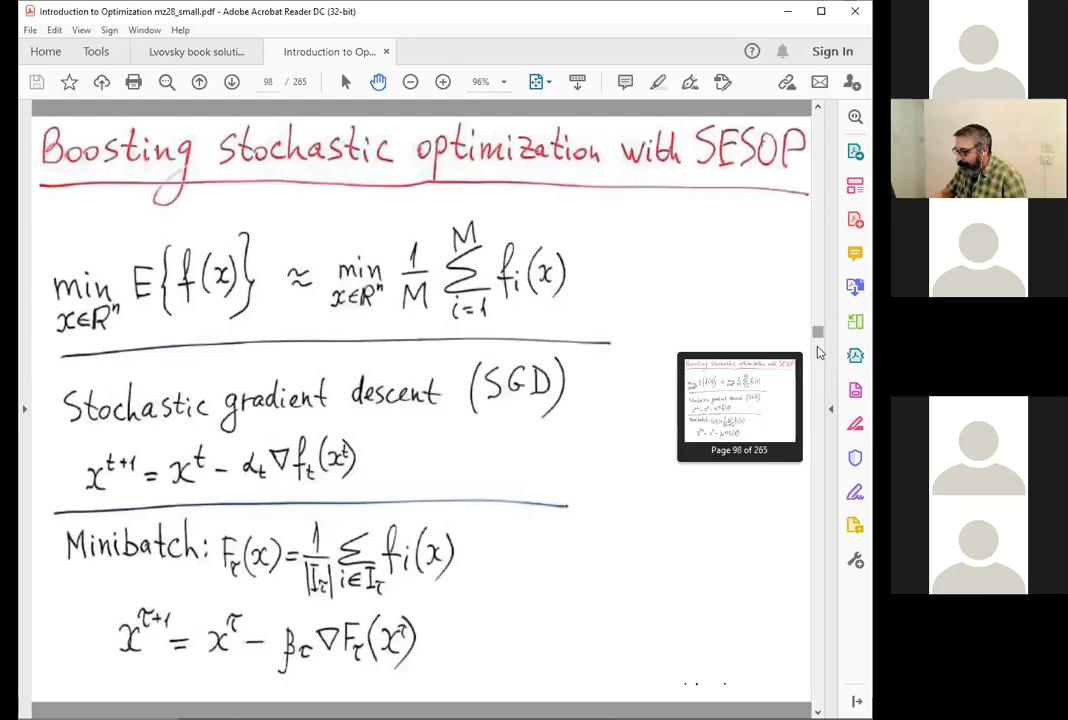 Introduction to Optimization mz28_small.pdf - Adobe Acrobat Reader DC (32-bit)
File Edit View Sign Window Help
Home Tools Lvovsky book soluti... Introduction to Op... × Sign In
98 / 265 96%
Boosting stochastic optimization with SESOP
min x∈Rⁿ E{f(x)} ≈ min x∈Rⁿ 1/M Σ_{i=1}^{M} f_i(x)
Stochastic gradient descent (SGD)
x^{t+1} = x^t - α_t ∇f_t(x^t)
Minibatch: F_τ(x) = 1/|I_τ| Σ_{i∈I_τ} f_i(x)
x^{τ+1} = x^τ - β_τ ∇F_τ(x^τ)
Page 98 of 265